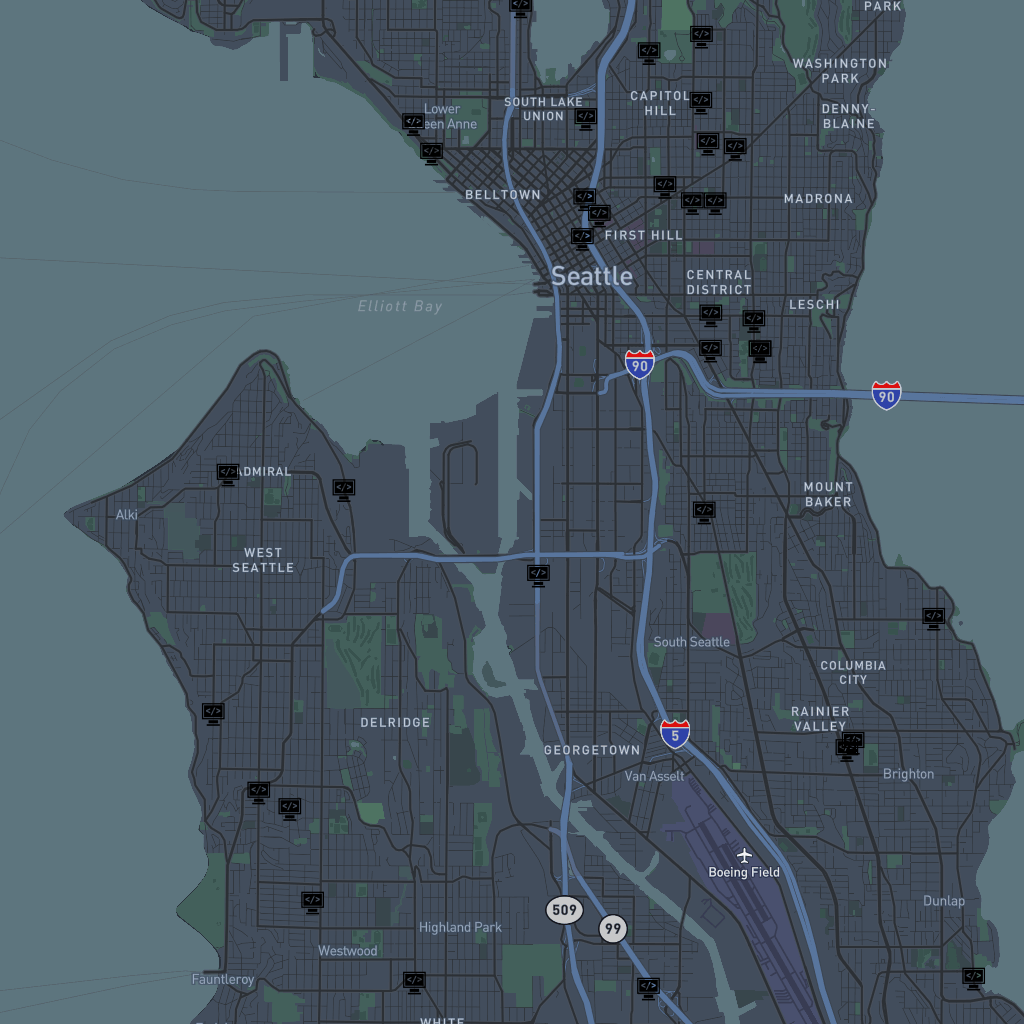 PARK
WASHINGTON
PARK
Lower
een Anne
SOUTH LAKE
UNION
CAPITOL
HILL
DENNY-
BLAINE
BELLTOWN
MADRONA
FIRST HILL
Seattle
CENTRAL
DISTRICT
LESCHI
Elliott Bay
90
90
ADMIRAL
MOUNT
BAKER
Alki
WEST
SEATTLE
South Seattle
COLUMBIA
CITY
RAINIER
VALLEY
DELRIDGE
5
GEORGETOWN
Van Asselt
Brighton
Boeing Field
Dunlap
509
99
Highland Park
Westwood
Fauntleroy
WHITE